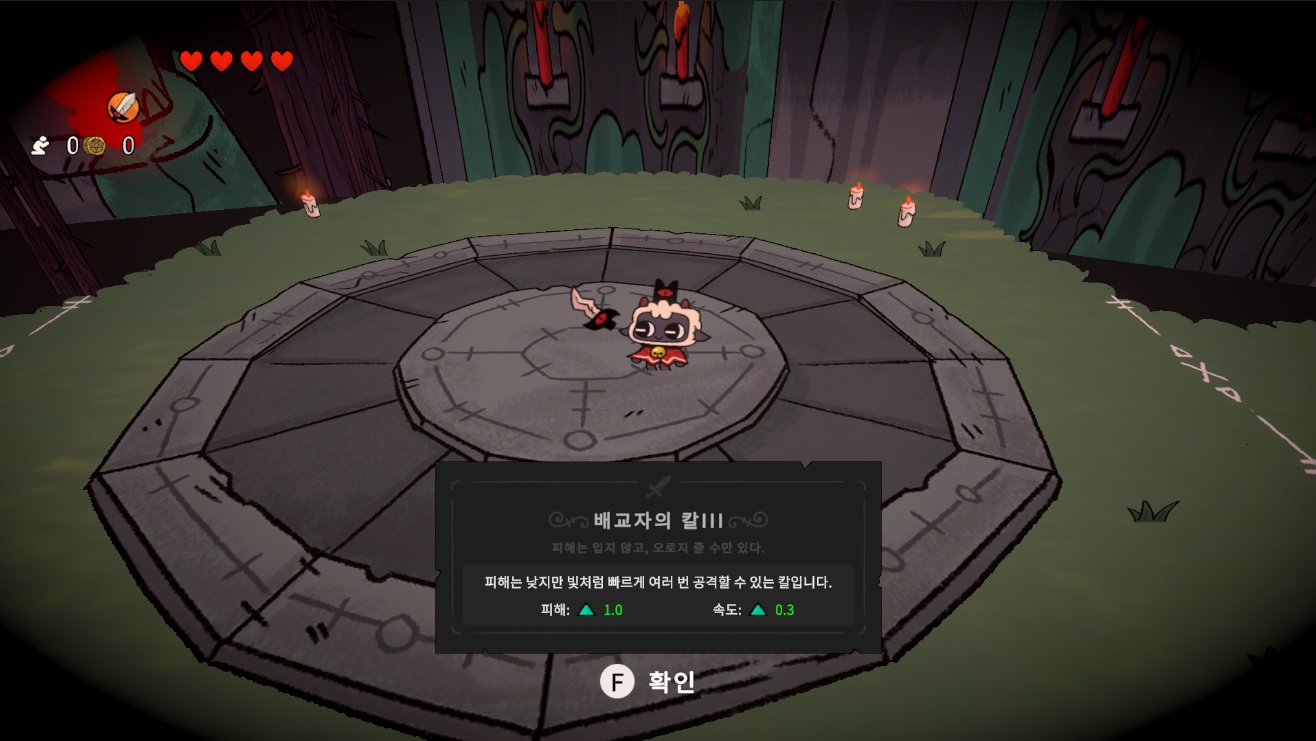 0 0
배교자의 칼III
피해는 입지 않고, 오로지 줄 수만 있다.
피해는 낮지만 빛처럼 빠르게 여러 번 공격할 수 있는 칼입니다.
피해: 1.0 속도: 0.3
F 확인